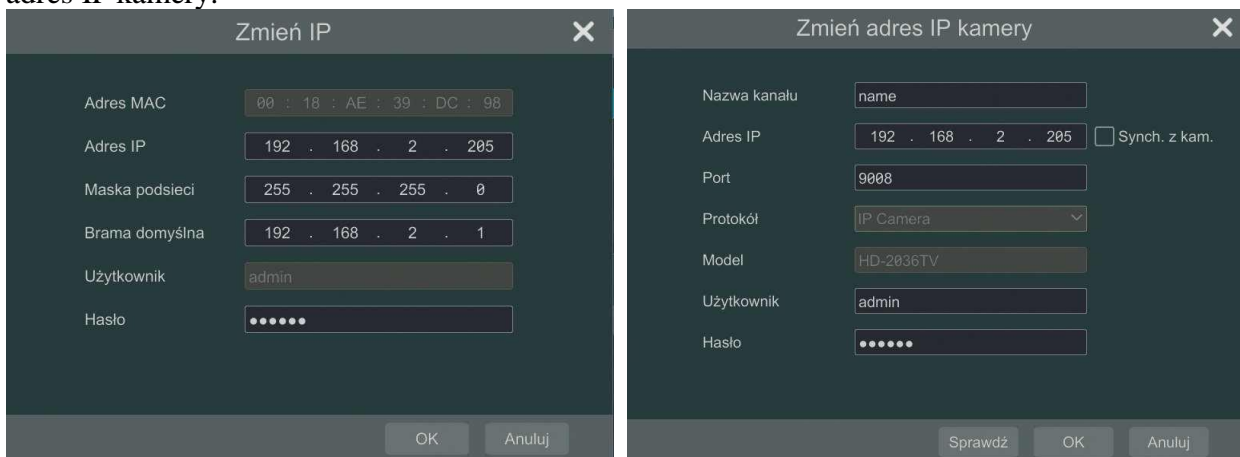 adres IP kamery.
Zmień IP
Adres MAC 00 : 18 : AE : 39 : DC : 98
Adres IP 192 . 168 . 2 . 205
Maska podsieci 255 . 255 . 255 . 0
Brama domyślna 192 . 168 . 2 . 1
Użytkownik admin
Hasło ●●●●●●
OK Anuluj
Zmień adres IP kamery
Nazwa kanału name
Adres IP 192 . 168 . 2 . 205 Synch. z kam.
Port 9008
Protokół IP Camera
Model HD-2036TV
Użytkownik admin
Hasło ●●●●●●
Sprawdź OK Anuluj